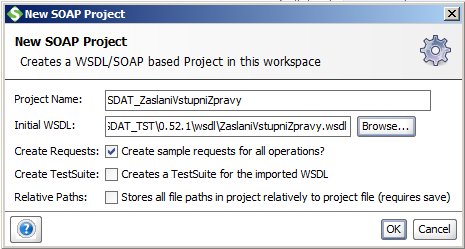 New SOAP Project
New SOAP Project
Creates a WSDL/SOAP based Project in this workspace
Project Name: SDAT_ZaslaniVstupniZpravy
Initial WSDL: SDAT_TST\0.52.1\wsdl\ZaslaniVstupniZpravy.wsdl Browse...
Create Requests: Create sample requests for all operations?
Create TestSuite: Creates a TestSuite for the imported WSDL
Relative Paths: Stores all file paths in project relatively to project file (requires save)
OK Cancel